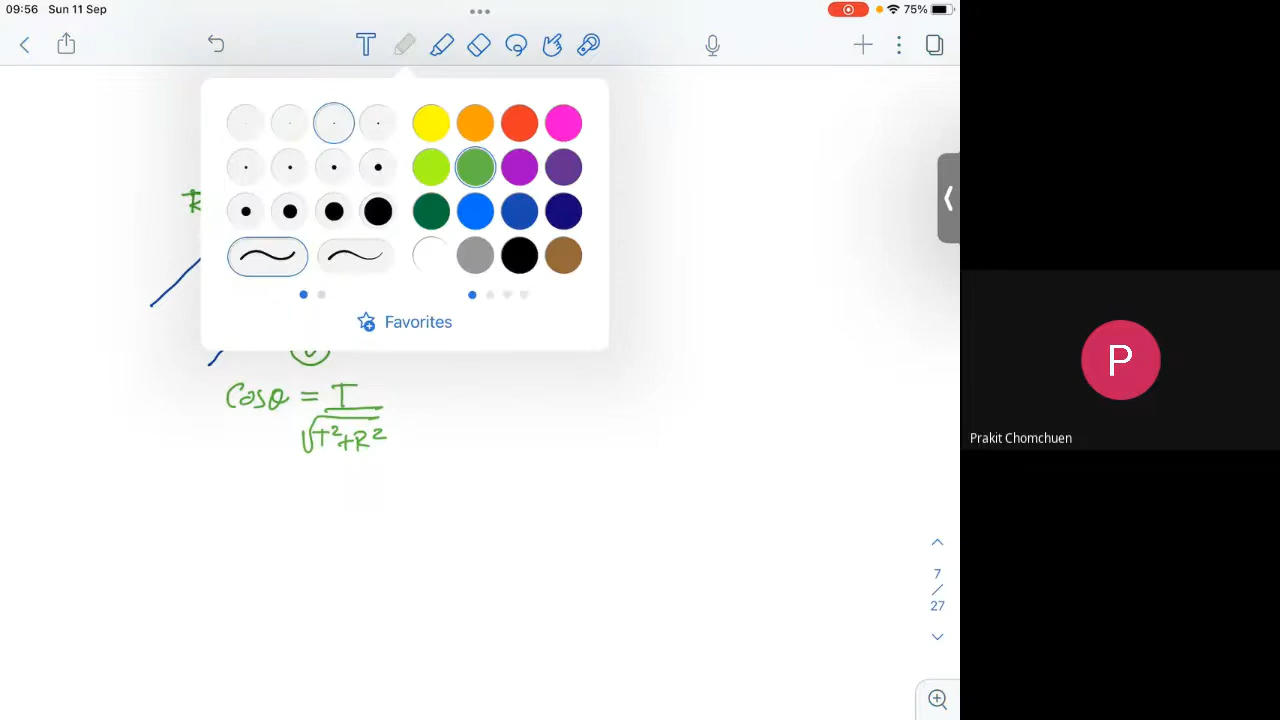 09:56 Sun 11 Sep
75%
T
R
Favorites
Cosθ = T
√T²+R²
P
Prakit Chomchuen
7
/
27